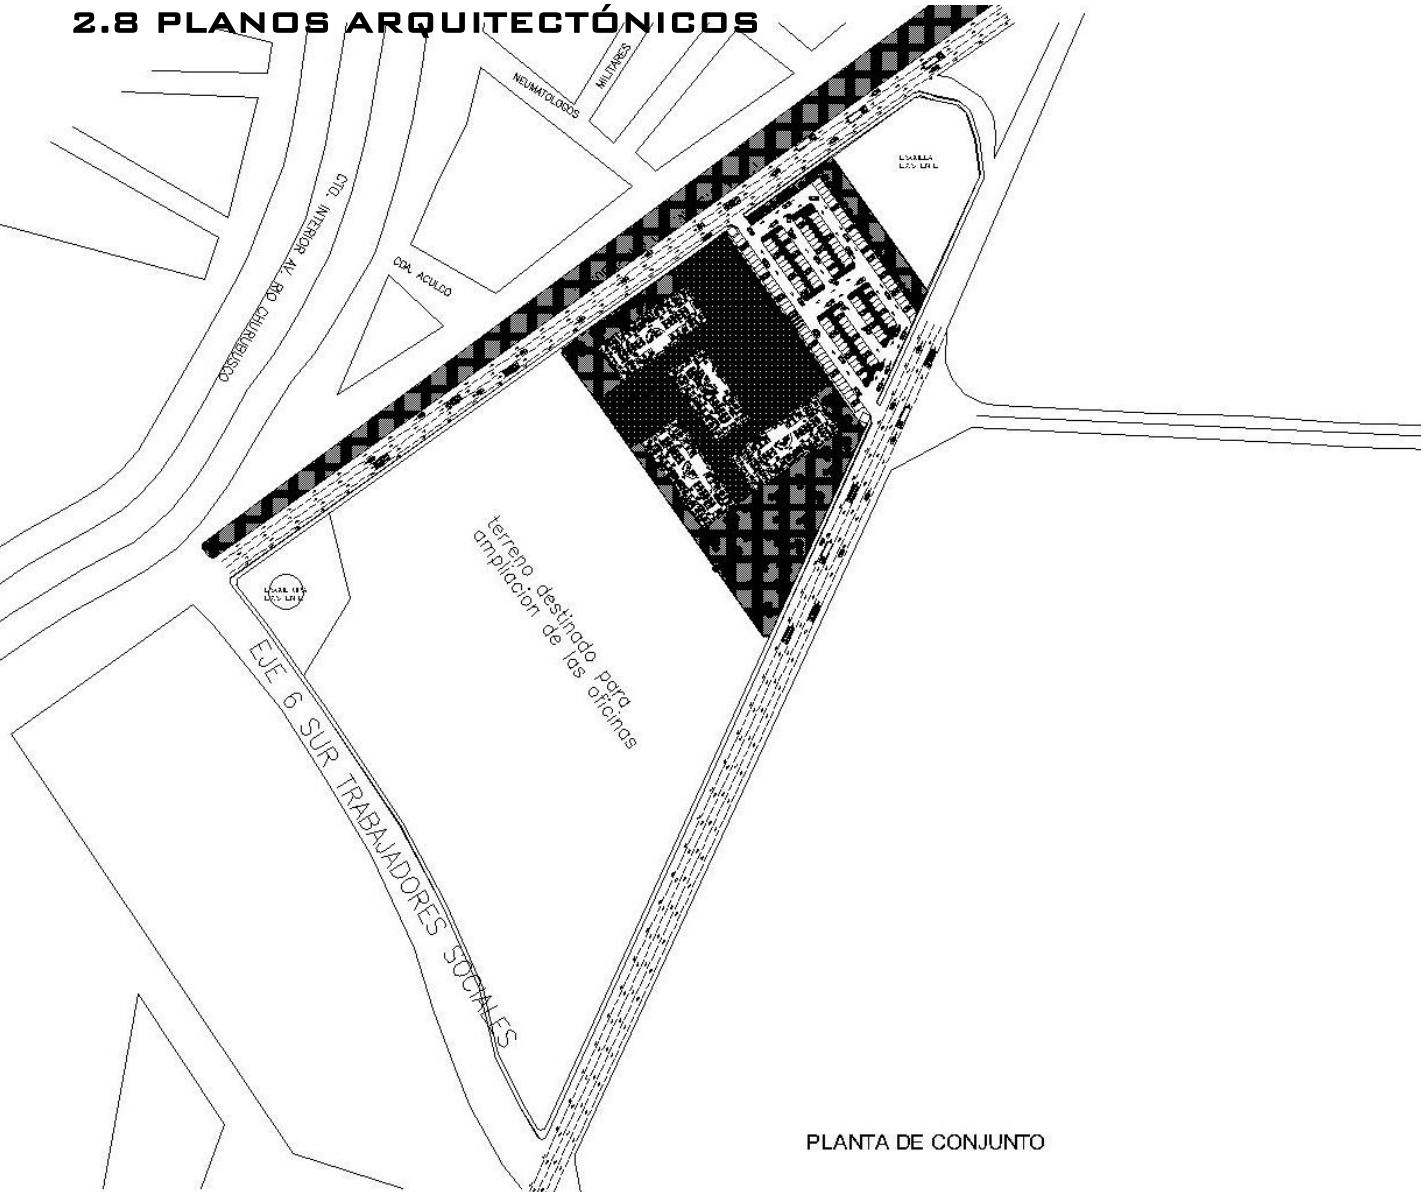 2.8 PLANOS ARQUITECTÓNICOS
NEUMATOLOGOS
MILITARES
CTO. INTERIOR AV. RIO CHURUBUSCO
CDA. ACULCO
terreno destinado para
ampliacion de las oficinas
EJE 6 SUR TRABAJADORES SOCIALES
PLANTA DE CONJUNTO